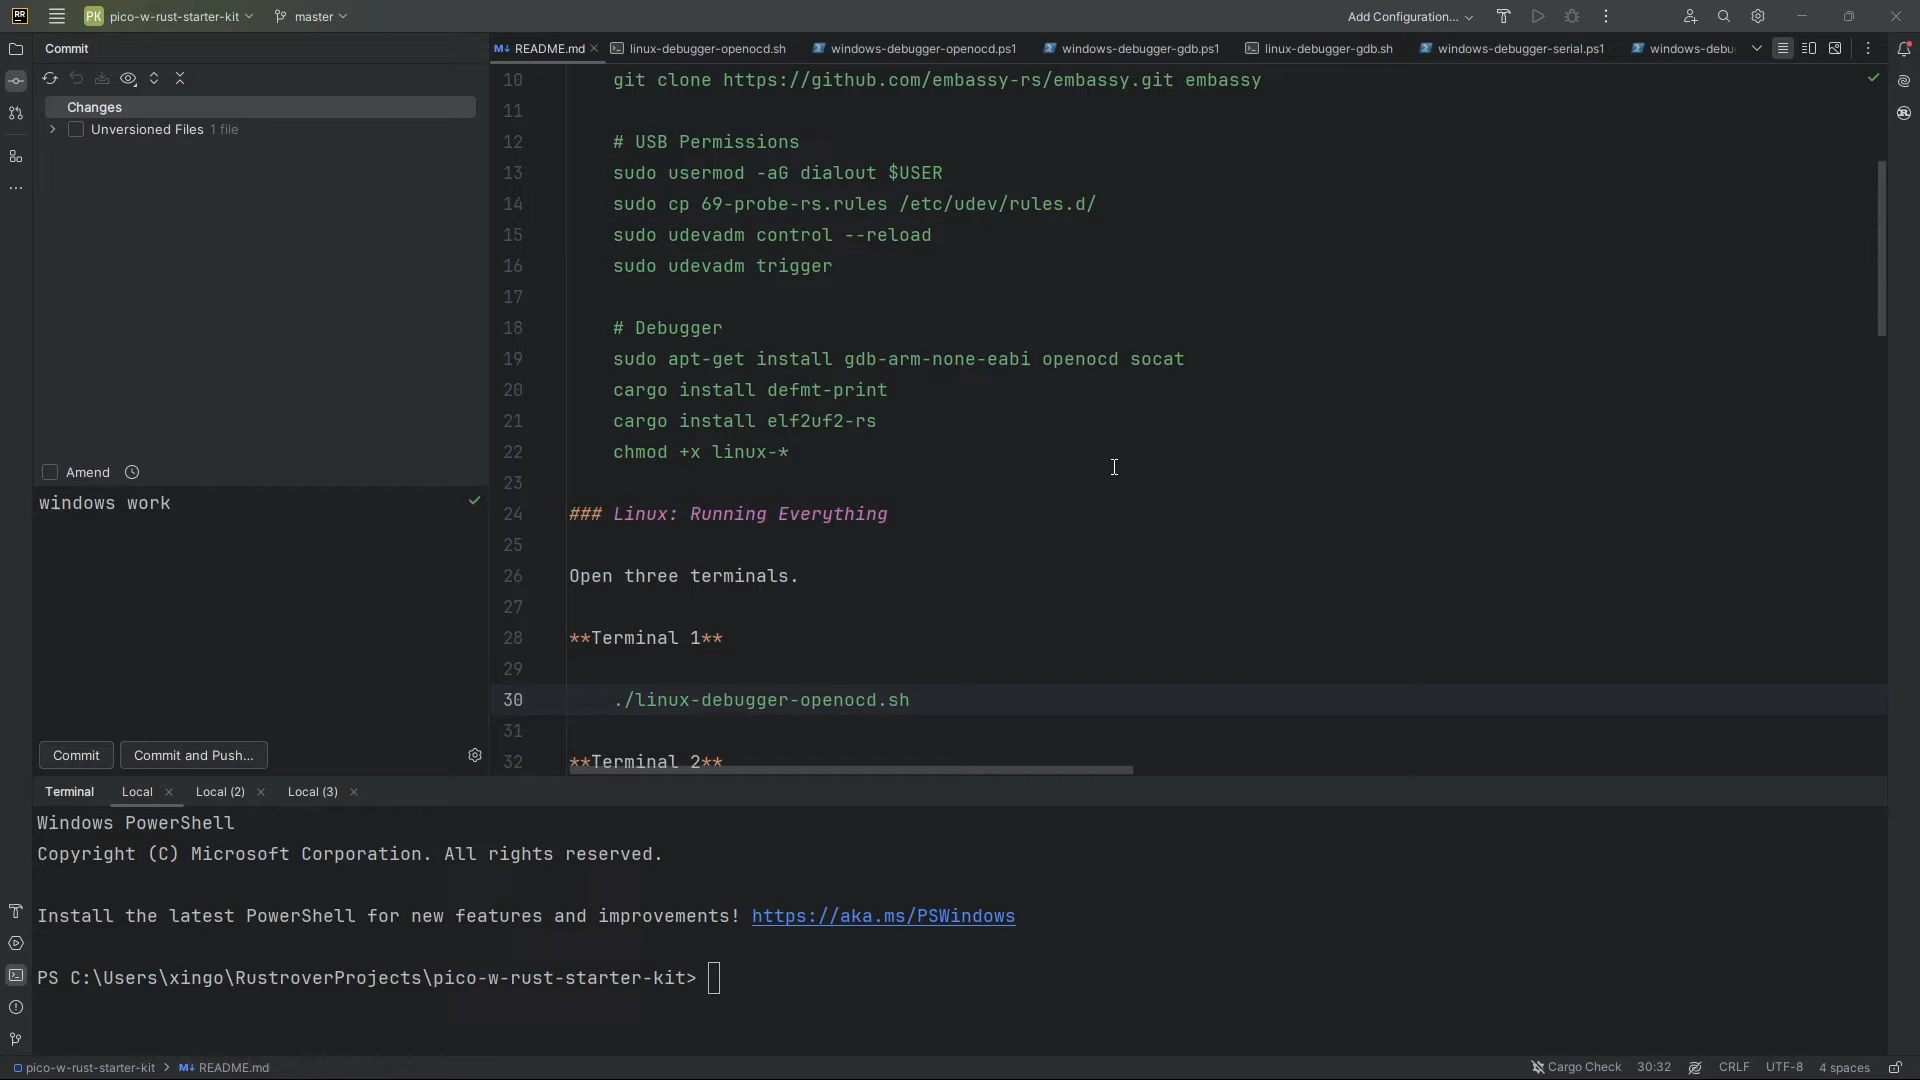 RR
PK pico-w-rust-starter-kit master Add Configuration...
Commit
README.md linux-debugger-openocd.sh windows-debugger-openocd.ps1 windows-debugger-gdb.ps1 linux-debugger-gdb.sh windows-debugger-serial.ps1 windows-debu
Changes
Unversioned Files 1 file
Amend
windows work
Commit Commit and Push...
10 git clone https://github.com/embassy-rs/embassy.git embassy
11
12 # USB Permissions
13 sudo usermod -aG dialout $USER
14 sudo cp 69-probe-rs.rules /etc/udev/rules.d/
15 sudo udevadm control --reload
16 sudo udevadm trigger
17
18 # Debugger
19 sudo apt-get install gdb-arm-none-eabi openocd socat
20 cargo install defmt-print
21 cargo install elf2uf2-rs
22 chmod +x linux-*
23
24 ### Linux: Running Everything
25
26 Open three terminals.
27
28 **Terminal 1**
29
30 ./linux-debugger-openocd.sh
31
32 **Terminal 2**
Terminal Local Local (2) Local (3)
Windows PowerShell
Copyright (C) Microsoft Corporation. All rights reserved.
Install the latest PowerShell for new features and improvements! https://aka.ms/PSWindows
PS C:\Users\xingo\RustroverProjects\pico-w-rust-starter-kit>
pico-w-rust-starter-kit > M↓ README.md Cargo Check 30:32 CRLF UTF-8 4 spaces